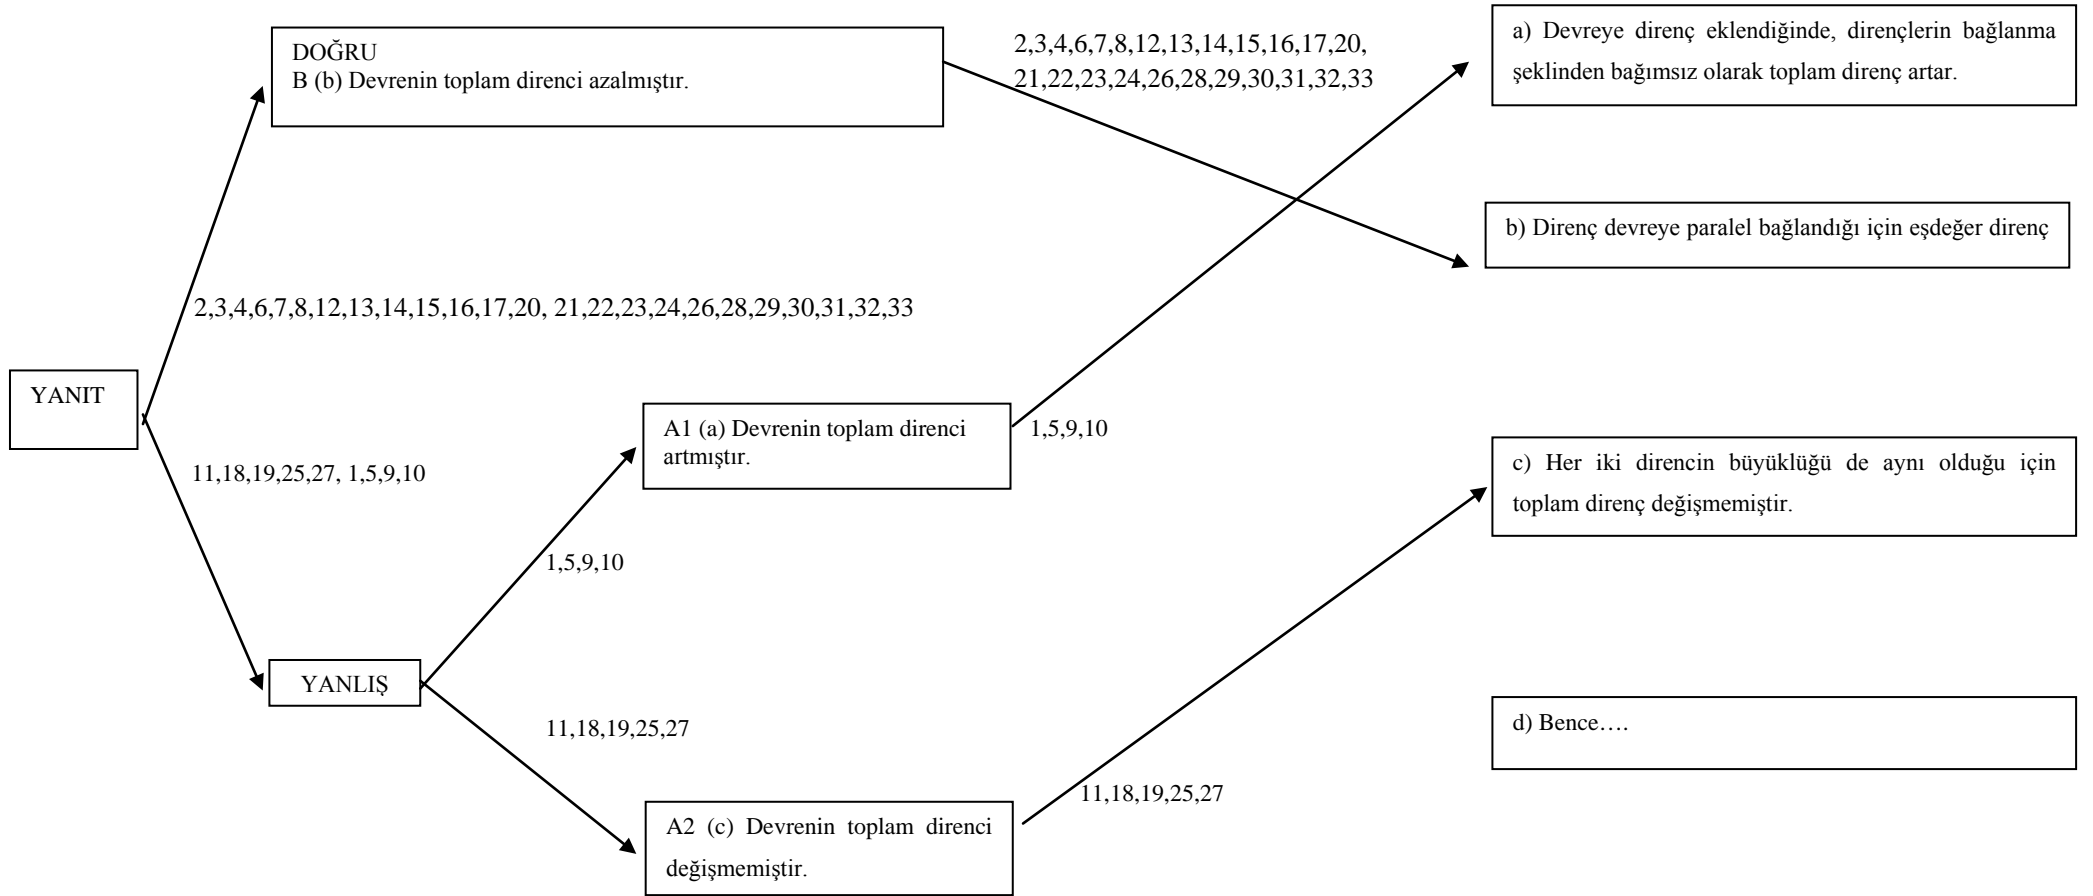 DOĞRU
B (b) Devrenin toplam direnci azalmıştır.
2,3,4,6,7,8,12,13,14,15,16,17,20,
21,22,23,24,26,28,29,30,31,32,33
a) Devreye direnç eklendiğinde, dirençlerin bağlanma
şeklinden bağımsız olarak toplam direnç artar.
b) Direnç devreye paralel bağlandığı için eşdeğer direnç
2,3,4,6,7,8,12,13,14,15,16,17,20, 21,22,23,24,26,28,29,30,31,32,33
YANIT
11,18,19,25,27, 1,5,9,10
A1 (a) Devrenin toplam direnci
artmıştır.
1,5,9,10
c) Her iki direncin büyüklüğü de aynı olduğu için
toplam direnç değişmemiştir.
1,5,9,10
YANLIŞ
11,18,19,25,27
d) Bence….
11,18,19,25,27
A2 (c) Devrenin toplam direnci
değişmemiştir.